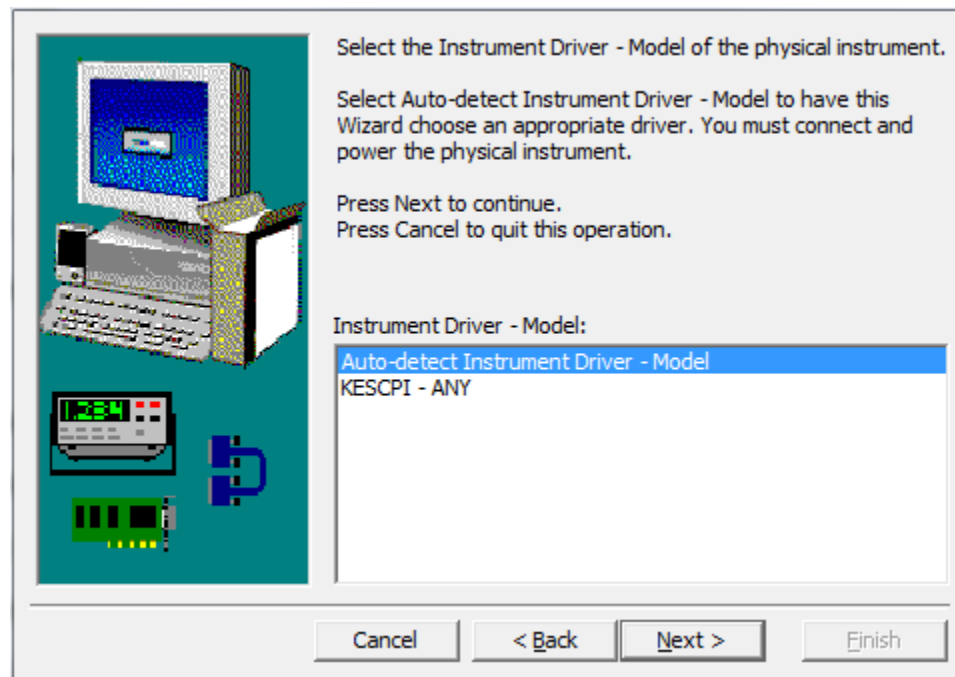 Select the Instrument Driver - Model of the physical instrument.
Select Auto-detect Instrument Driver - Model to have this
Wizard choose an appropriate driver. You must connect and
power the physical instrument.
Press Next to continue.
Press Cancel to quit this operation.
Instrument Driver - Model:
Auto-detect Instrument Driver - Model
KESCPI - ANY
1.234
Cancel
< Back
Next >
Finish